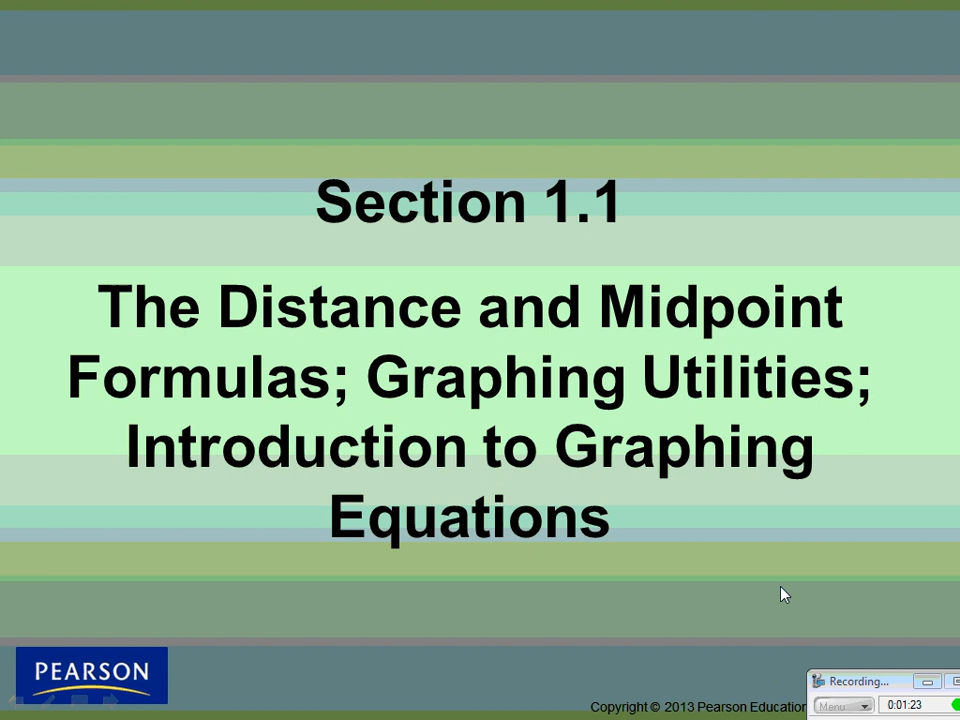 Section 1.1
The Distance and Midpoint
Formulas; Graphing Utilities;
Introduction to Graphing
Equations
PEARSON
Copyright © 2013 Pearson Education
Recording...
Menu
0:01:23